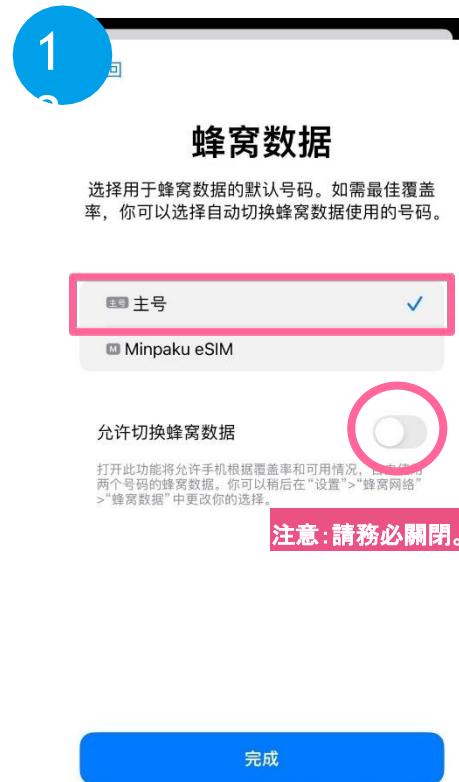 1
回
蜂窝数据
选择用于蜂窝数据的默认号码。如需最佳覆盖
率，你可以选择自动切换蜂窝数据使用的号码。
主号 主号
M Minpaku eSIM
允许切换蜂窝数据
打开此功能将允许手机根据覆盖率和可用情况，
两个号码的蜂窝数据。你可以稍后在“设置”>“蜂窝网络”
>“蜂窝数据”中更改你的选择。
注意:請務必關閉。
完成